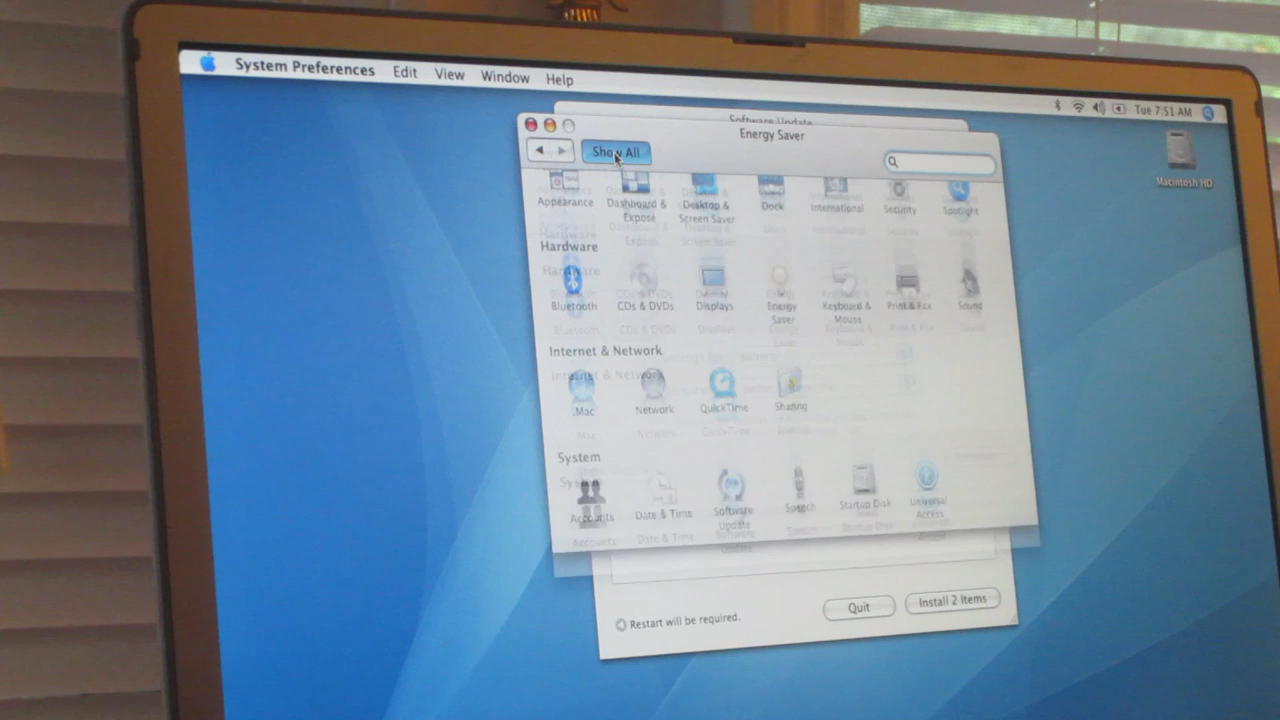 System Preferences Edit View Window Help
Tue 7:51 AM
Macintosh HD
Software Update
Energy Saver
Show All
Appearance Dashboard & Exposé Desktop & Screen Saver Dock International Security Spotlight
Hardware
Bluetooth CDs & DVDs Displays Energy Saver Keyboard & Mouse Print & Fax Sound
Internet & Network
.Mac Network QuickTime Sharing
System
Accounts Date & Time Software Update Speech Startup Disk Universal Access
Restart will be required.
Quit
Install 2 Items